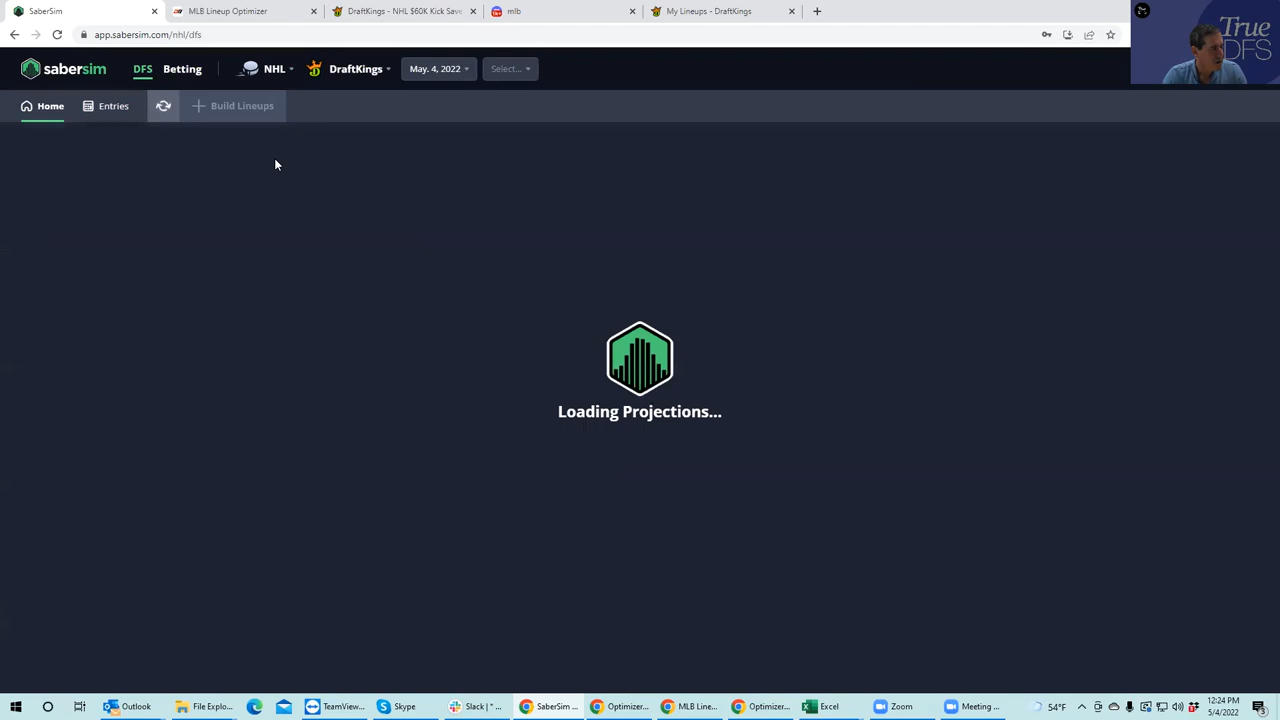 SaberSim
MLB Lineup Optimizer
DraftKings - NHL $60K Kick Save
mlb
My Lineups - DraftKings
app.sabersim.com/nhl/dfs
True
DFS
sabersim
DFS
Betting
NHL
DraftKings
May. 4, 2022
Select...
Home
Entries
Build Lineups
Loading Projections...
Outlook
File Explo...
TeamView...
Skype
Slack | * ...
SaberSim ...
Optimizer...
MLB Line...
Optimizer...
Excel
Zoom
Meeting ...
54°F
12:24 PM
5/4/2022